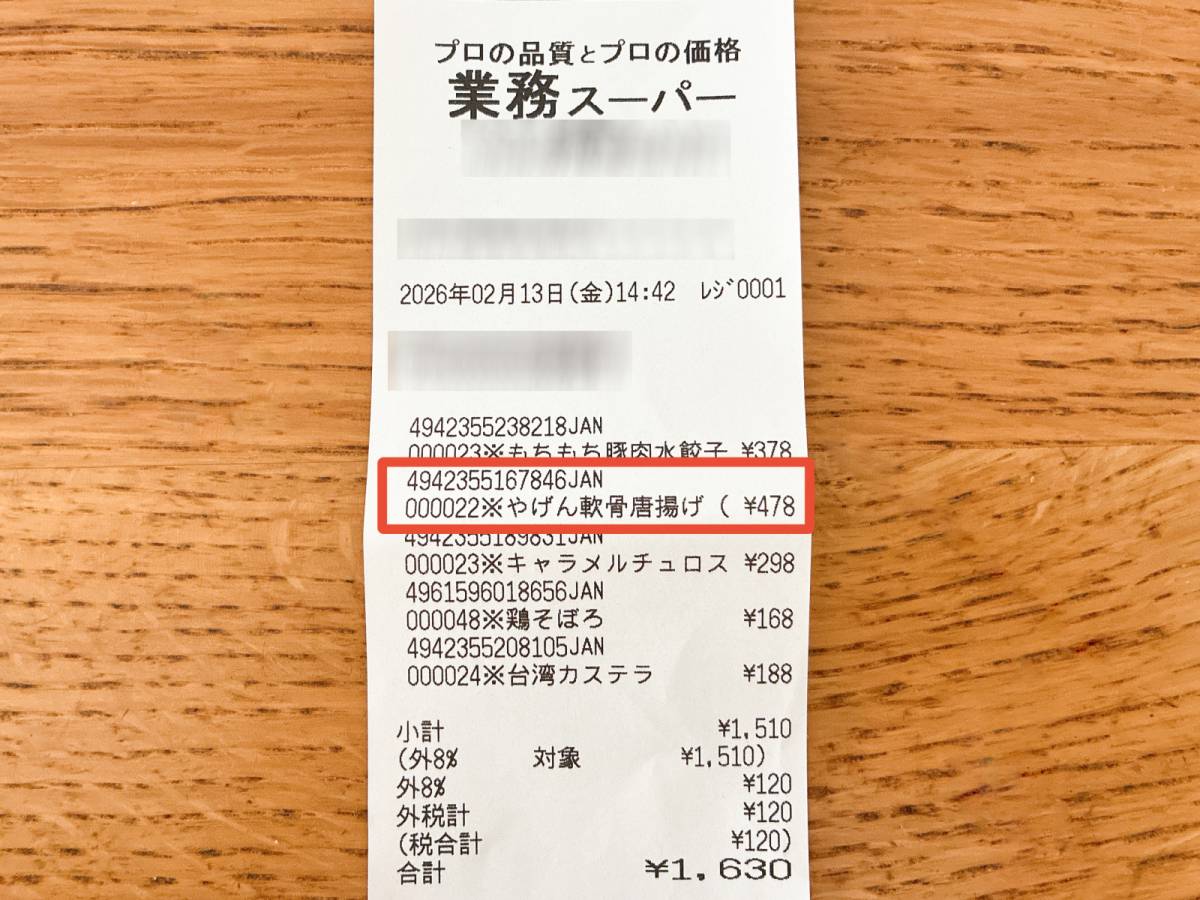 プロの品質とプロの価格
業務スーパー
2026年02月13日(金)14:42 ﾚｼﾞ0001
4942355238218JAN
000023※もちもち豚肉水餃子 ¥378
4942355167846JAN
000022※やげん軟骨唐揚げ ( ¥478
4942355189831JAN
000023※キャラメルチュロス ¥298
4961596018656JAN
000048※鶏そぼろ ¥168
4942355208105JAN
000024※台湾カステラ ¥188
小計 ¥1,510
(外8% 対象 ¥1,510)
外8% ¥120
外税計 ¥120
(税合計 ¥120)
合計 ¥1,630